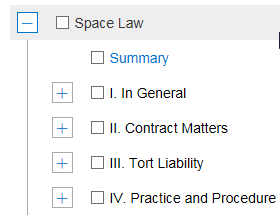 Space Law
Summary
I. In General
II. Contract Matters
III. Tort Liability
IV. Practice and Procedure